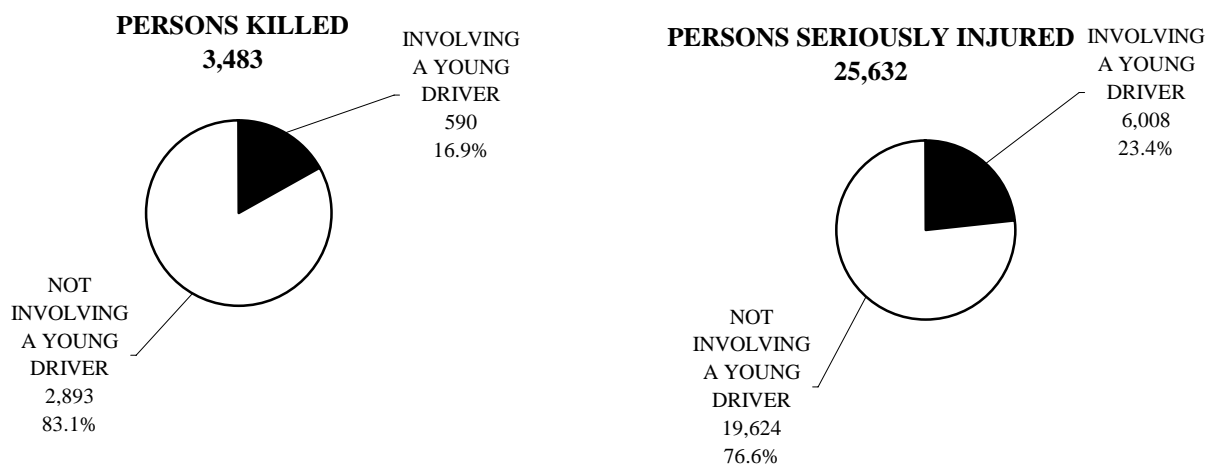 PERSONS KILLED
3,483
INVOLVING
A YOUNG
DRIVER
590
16.9%
NOT
INVOLVING
A YOUNG
DRIVER
2,893
83.1%
PERSONS SERIOUSLY INJURED
25,632
INVOLVING
A YOUNG
DRIVER
6,008
23.4%
NOT
INVOLVING
A YOUNG
DRIVER
19,624
76.6%